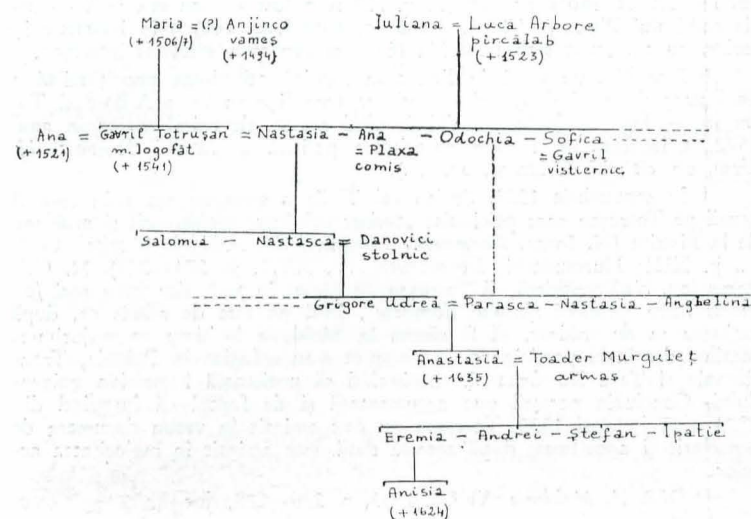 Maria = (?) Anjinco Iuliana = Luca Arbore
(+1506/7) vameș pîrcălab
(+1494) (+1523)
Ana = Gavril Totrușan = Nastasia - Ana - Odochia - Sofica
(+1521) m. logofăt = Plaxa = Gavril
(+1541) comis vistiernic
Salomia - Nastasca = Danovici
stolnic
Grigore Udrea = Parasca - Nastasia - Anghelina
Anastasia = Toader Murguleț
(+1635) armaș
Eremia - Andrei - Ștefan - Ipatie
Anisia
(+1624)